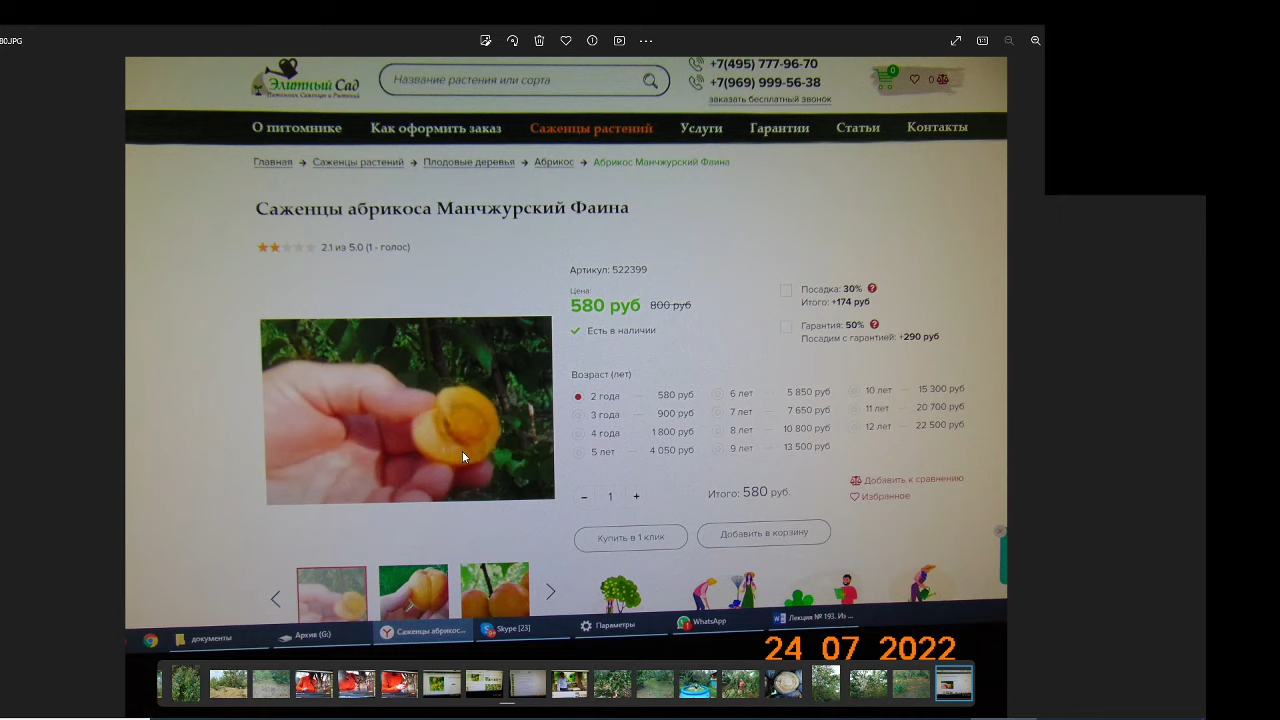 80.JPG
+7(495) 777-96-70
Элитный Сад
Питомник Саженцы и Растений
Название растения или сорта
+7(969) 999-56-38
заказать бесплатный звонок
0
0
О питомнике Как оформить заказ Саженцы растений Услуги Гарантии Статьи Контакты
Главная → Саженцы растений → Плодовые деревья → Абрикос → Абрикос Манчжурский Фаина
Саженцы абрикоса Манчжурский Фаина
2.1 из 5.0 (1 - голос)
Артикул: 522399
Цена:
580 руб 800 руб
Есть в наличии
Посадка: 30% ?
Итого: +174 руб
Гарантия: 50% ?
Посадим с гарантией: +290 руб
Возраст (лет)
2 года — 580 руб
3 года — 900 руб
4 года — 1 800 руб
5 лет — 4 050 руб
6 лет — 5 850 руб
7 лет — 7 650 руб
8 лет — 10 800 руб
9 лет — 13 500 руб
10 лет — 15 300 руб
11 лет — 20 700 руб
12 лет — 22 500 руб
Добавить к сравнению
Избранное
− 1 + Итого: 580 руб.
Купить в 1 клик Добавить в корзину
документы Архив (G:) Саженцы абрикос... Skype [23] Параметры WhatsApp Лекция № 193. Из ...
24 07 2022